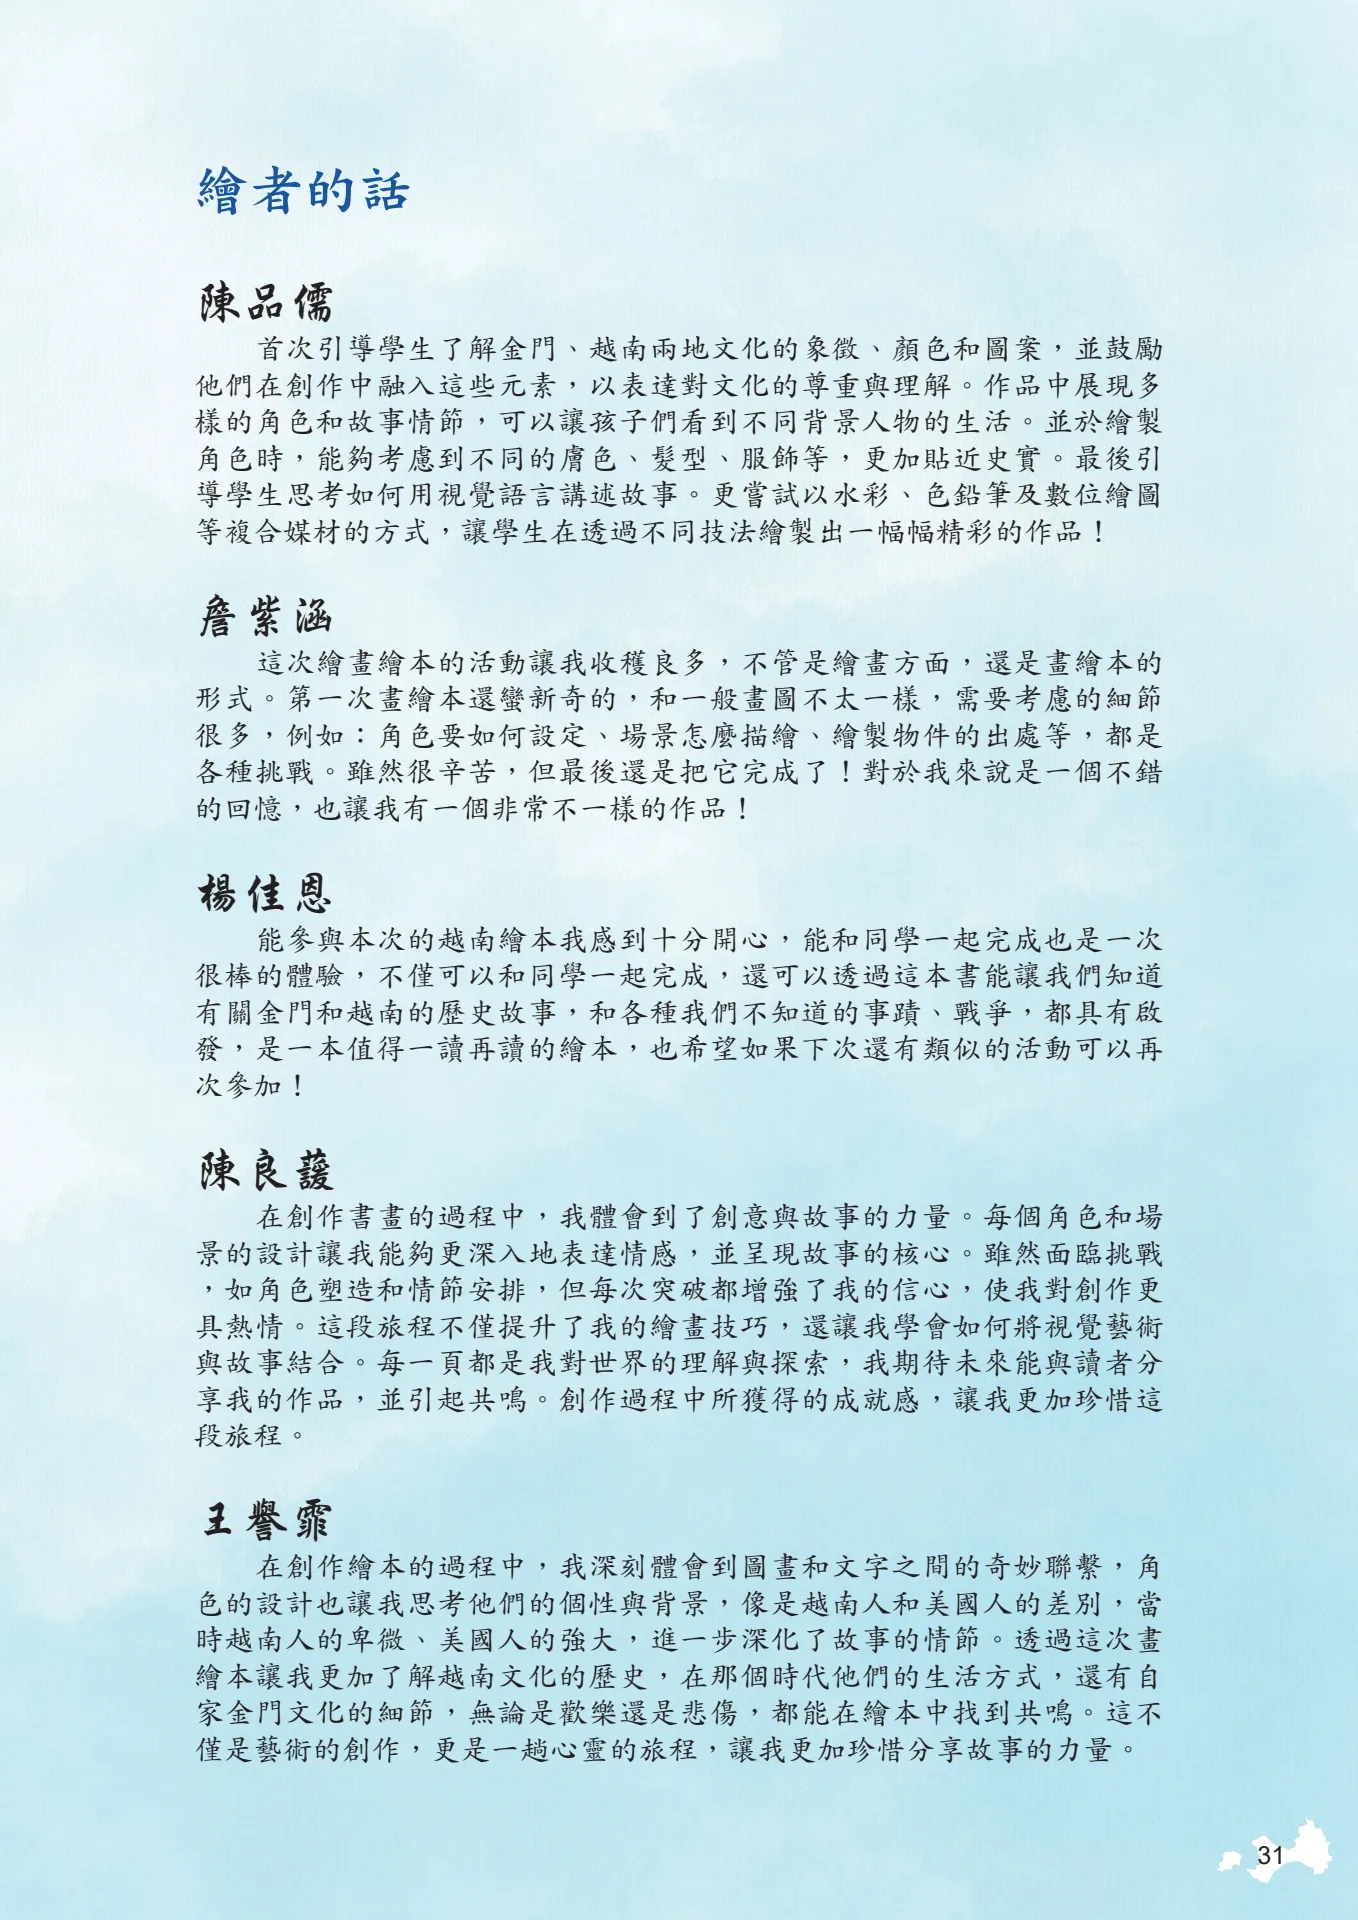 繪者的話
陳品儒
首次引導學生了解金門、越南兩地文化的象徵、顏色和圖案，並鼓勵
他們在創作中融入這些元素，以表達對文化的尊重與理解。作品中展現多
樣的角色和故事情節，可以讓孩子們看到不同背景人物的生活。並於繪製
角色時，能夠考慮到不同的膚色、髮型、服飾等，更加貼近史實。最後引
導學生思考如何用視覺語言講述故事。更嘗試以水彩、色鉛筆及數位繪圖
等複合媒材的方式，讓學生在透過不同技法繪製出一幅幅精彩的作品！
詹紫涵
這次繪畫繪本的活動讓我收穫良多，不管是繪畫方面，還是畫繪本的
形式。第一次畫繪本還蠻新奇的，和一般畫圖不太一樣，需要考慮的細節
很多，例如：角色要如何設定、場景怎麼描繪、繪製物件的出處等，都是
各種挑戰。雖然很辛苦，但最後還是把它完成了！對於我來說是一個不錯
的回憶，也讓我有一個非常不一樣的作品！
楊佳恩
能參與本次的越南繪本我感到十分開心，能和同學一起完成也是一次
很棒的體驗，不僅可以和同學一起完成，還可以透過這本書能讓我們知道
有關金門和越南的歷史故事，和各種我們不知道的事蹟、戰爭，都具有啟
發，是一本值得一讀再讀的繪本，也希望如果下次還有類似的活動可以再
次參加！
陳良薐
在創作書畫的過程中，我體會到了創意與故事的力量。每個角色和場
景的設計讓我能夠更深入地表達情感，並呈現故事的核心。雖然面臨挑戰
，如角色塑造和情節安排，但每次突破都增強了我的信心，使我對創作更
具熱情。這段旅程不僅提升了我的繪畫技巧，還讓我學會如何將視覺藝術
與故事結合。每一頁都是我對世界的理解與探索，我期待未來能與讀者分
享我的作品，並引起共鳴。創作過程中所獲得的成就感，讓我更加珍惜這
段旅程。
王譽霏
在創作繪本的過程中，我深刻體會到圖畫和文字之間的奇妙聯繫，角
色的設計也讓我思考他們的個性與背景，像是越南人和美國人的差別，當
時越南人的卑微、美國人的強大，進一步深化了故事的情節。透過這次畫
繪本讓我更加了解越南文化的歷史，在那個時代他們的生活方式，還有自
家金門文化的細節，無論是歡樂還是悲傷，都能在繪本中找到共鳴。這不
僅是藝術的創作，更是一趟心靈的旅程，讓我更加珍惜分享故事的力量。
31